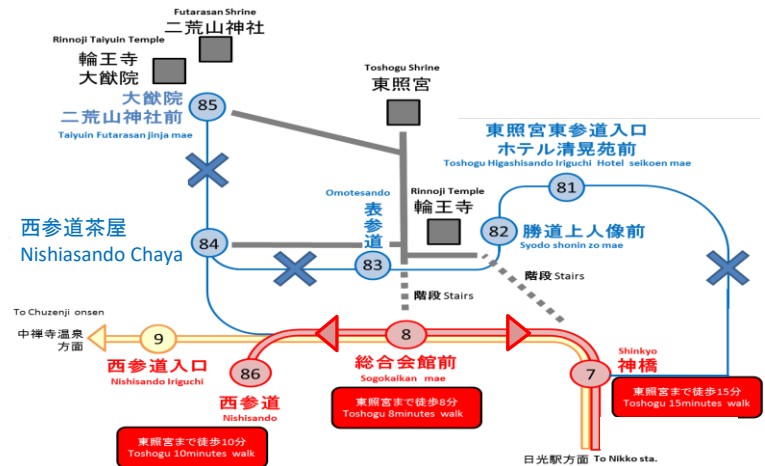 Futarasan Shrine
二荒山神社
Rinnoji Taiyuin Temple
輪王寺
大猷院
Toshogu Shrine
東照宮
大猷院
二荒山神社前
Taiyuin Futarasan jinja mae
85
東照宮東参道入口
ホテル清晃苑前
Toshogu Higashisando Iriguchi Hotel seikoen mae
81
Omotesando
表参道
83
Rinnoji Temple
輪王寺
82
勝道上人像前
Syodo shonin zo mae
西参道茶屋
Nishiasando Chaya
84
階段 Stairs
階段 Stairs
To Chuzenji onsen
中禅寺温泉
方面
9
西参道入口
Nishisando Iriguchi
86
西参道
Nishisando
8
総合会館前
Sogokaikan mae
Shinkyo
神橋
7
東照宮まで徒歩10分
Toshogu 10minutes walk
東照宮まで徒歩8分
Toshogu 8minutes walk
東照宮まで徒歩15分
Toshogu 15minutes walk
日光駅方面 To Nikko sta.